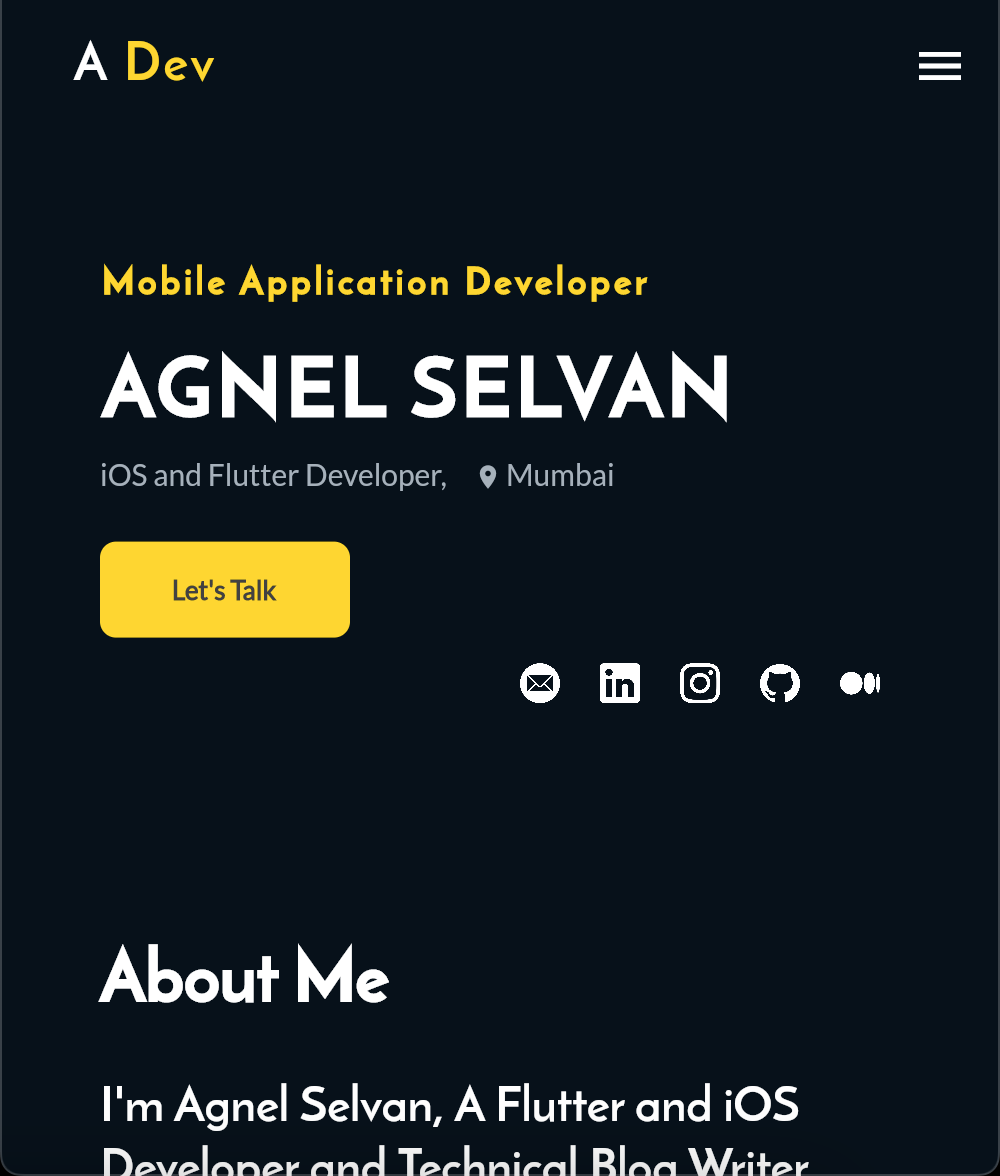 A Dev
Mobile Application Developer
AGNEL SELVAN
iOS and Flutter Developer, Mumbai
Let's Talk
in
About Me
I'm Agnel Selvan, A Flutter and iOS
Developer and Technical Blog Writer